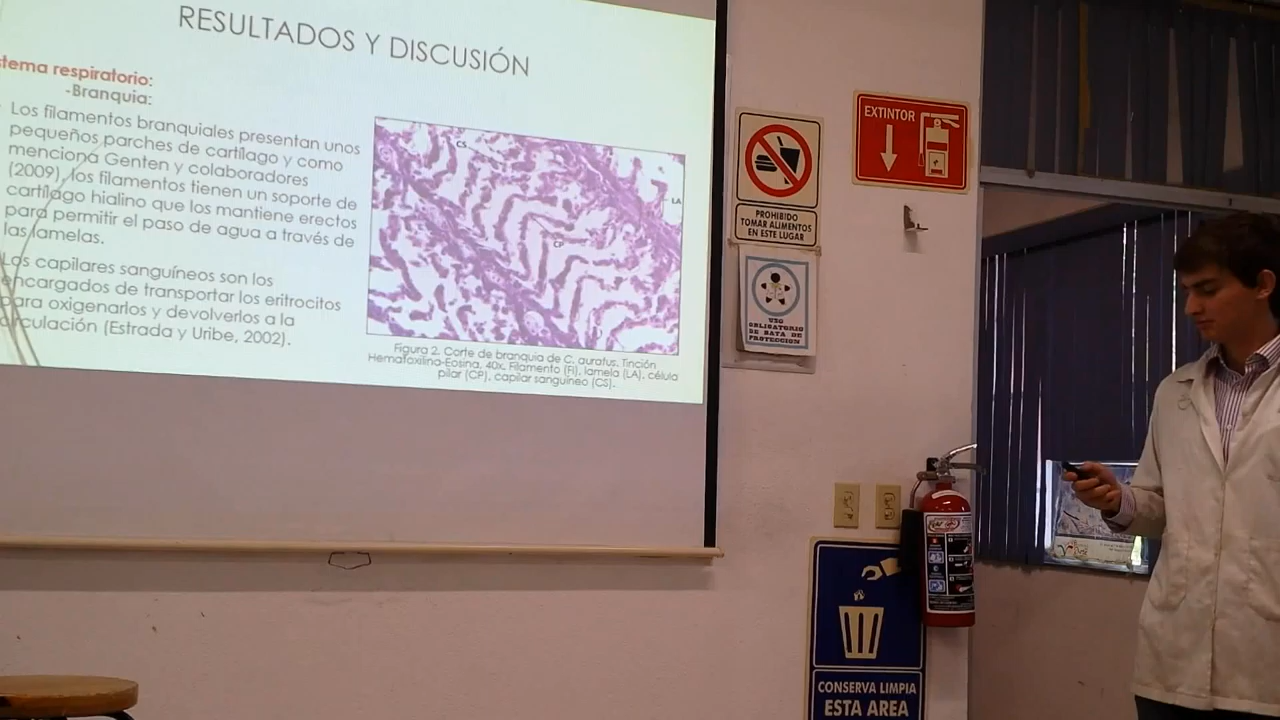 RESULTADOS Y DISCUSIÓN
stema respiratorio:
-Branquia:
Los filamentos branquiales presentan unos
pequeños parches de cartílago y como
menciona Genten y colaboradores
(2009), los filamentos tienen un soporte de
cartílago hialino que los mantiene erectos
para permitir el paso de agua a través de
las lamelas.
Los capilares sanguíneos son los
encargados de transportar los eritrocitos
para oxigenarlos y devolverlos a la
circulación (Estrada y Uribe, 2002).
CS
LA
CP
Figura 2. Corte de branquia de C. auratus. Tinción
Hematoxilina-Eosina, 40x. Filamento (FI), lamela (LA), célula
pilar (CP), capilar sanguíneo (CS).
PROHIBIDO
TOMAR ALIMENTOS
EN ESTE LUGAR
USO
OBLIGATORIO
DE BATA DE
PROTECCION
EXTINTOR
CONSERVA LIMPIA
ESTA AREA